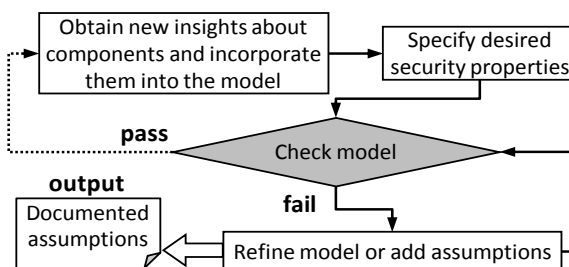 Obtain new insights about
components and incorporate
them into the model
Specify desired
security properties
pass
Check model
output
fail
Documented
assumptions
Refine model or add assumptions